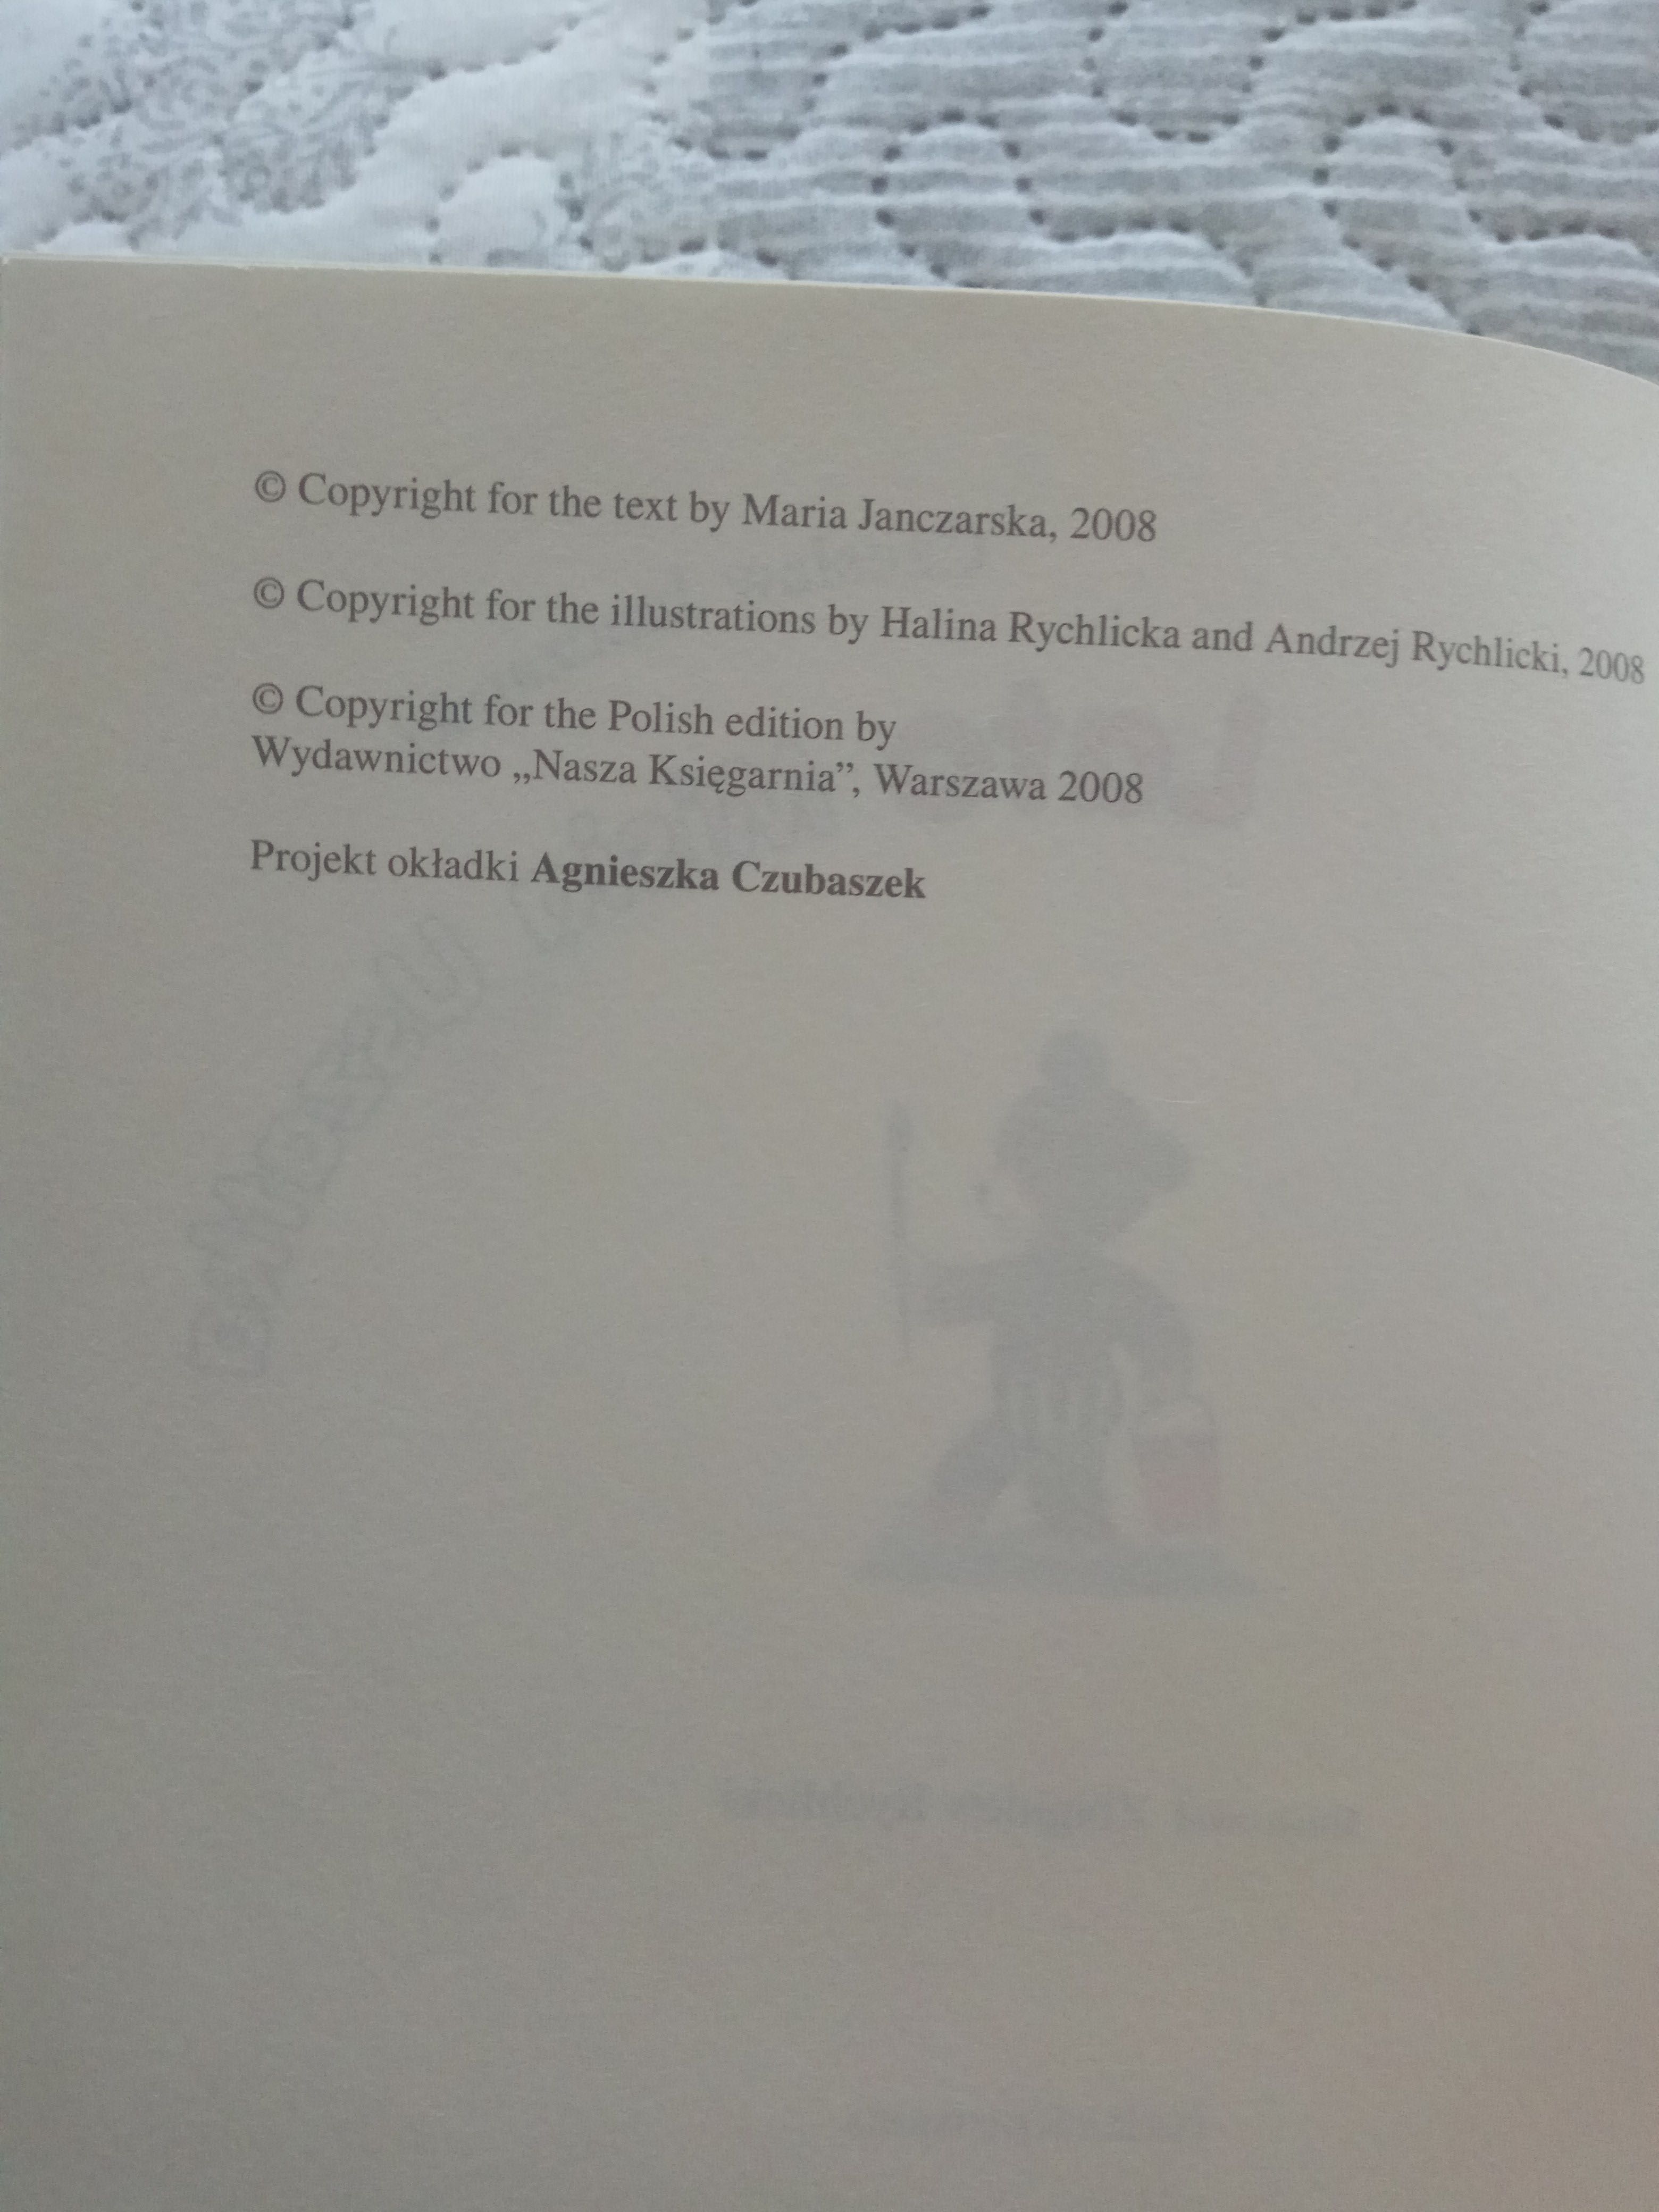 © Copyright for the text by Maria Janczarska, 2008
© Copyright for the illustrations by Halina Rychlicka and Andrzej Rychlicki, 2008
© Copyright for the Polish edition by
Wydawnictwo „Nasza Księgarnia”, Warszawa 2008
Projekt okładki Agnieszka Czubaszek